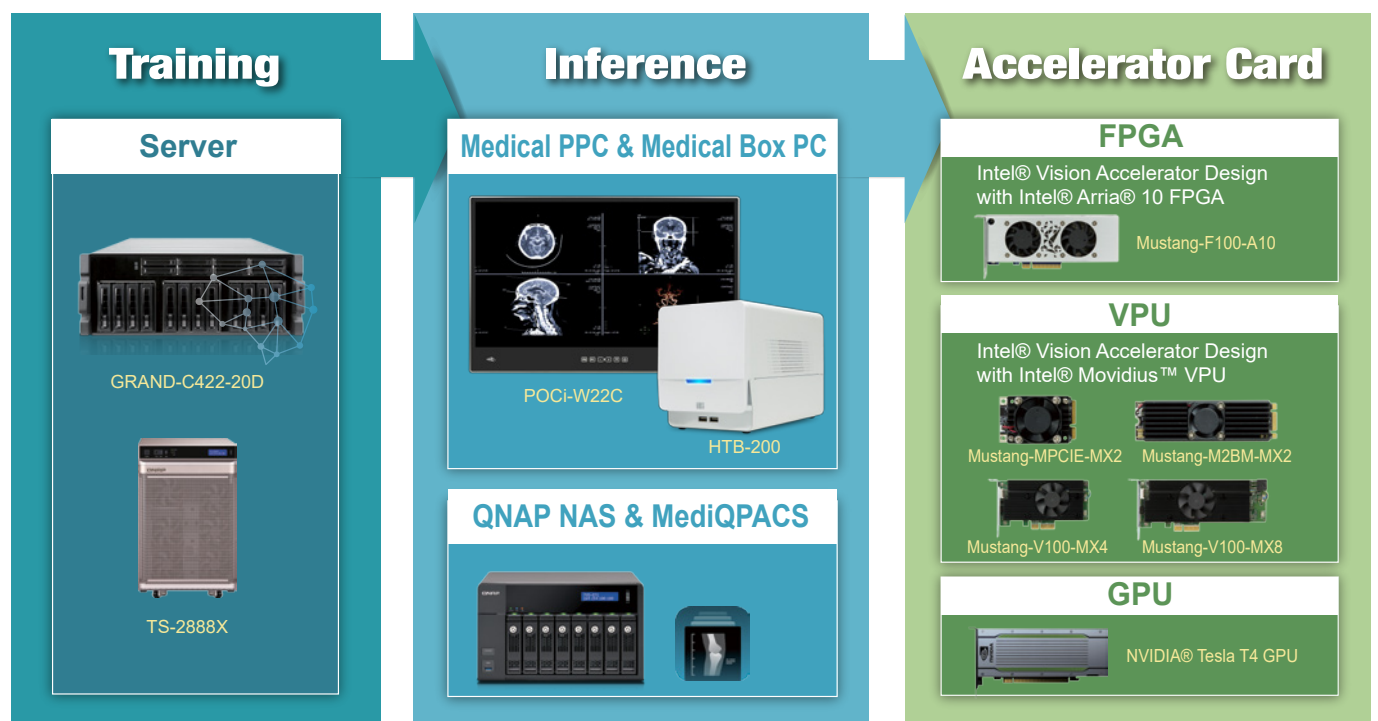 Training
Server
GRAND-C422-20D
QNAP
TS-2888X
Inference
Medical PPC & Medical Box PC
POCi-W22C
HTB-200
QNAP NAS & MediQPACS
QNAP
Accelerator Card
FPGA
Intel® Vision Accelerator Design
with Intel® Arria® 10 FPGA
Mustang-F100-A10
VPU
Intel® Vision Accelerator Design
with Intel® Movidius™ VPU
Mustang-MPCIE-MX2
Mustang-M2BM-MX2
Mustang-V100-MX4
Mustang-V100-MX8
GPU
NVIDIA® Tesla T4 GPU